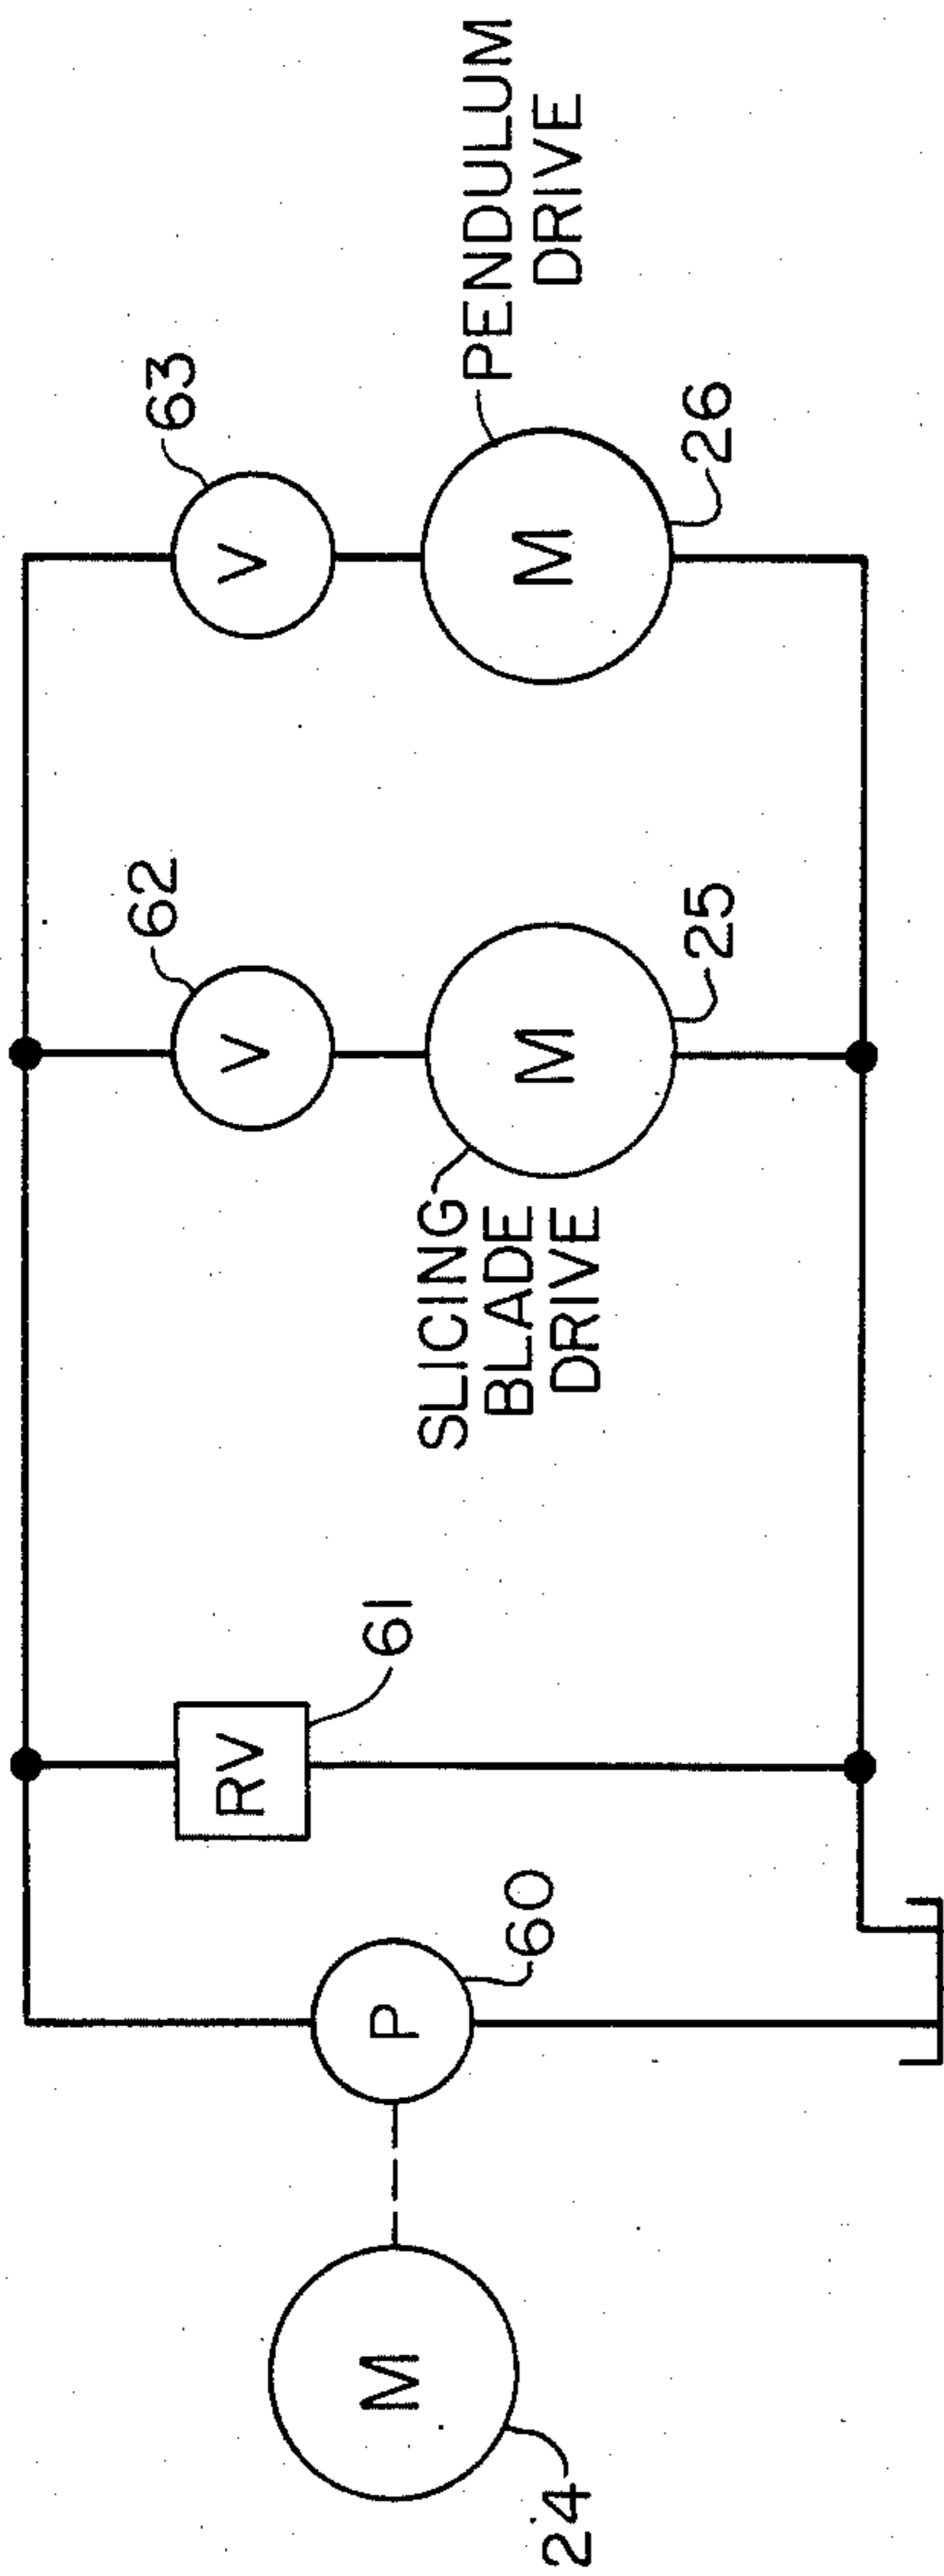 63
62
V
V
PENDULUM
DRIVE
M
26
SLICING
BLADE
DRIVE
M
25
RV
61
P
60
M
24